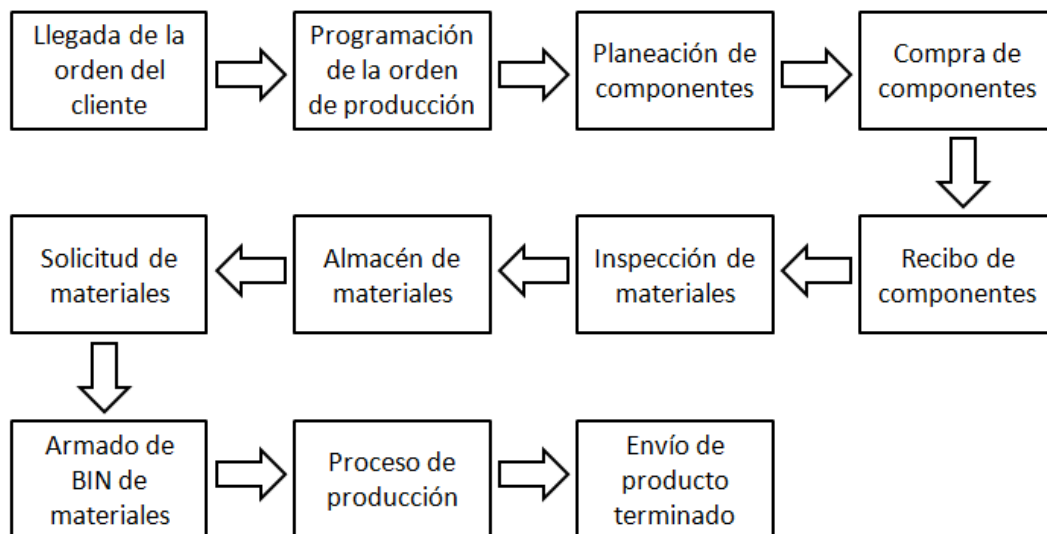 Llegada de la
orden del
cliente
Programación
de la orden
de producción
Planeación de
componentes
Compra de
componentes
Recibo de
componentes
Inspección de
materiales
Almacén de
materiales
Solicitud de
materiales
Armado de
BIN de
materiales
Proceso de
producción
Envío de
producto
terminado